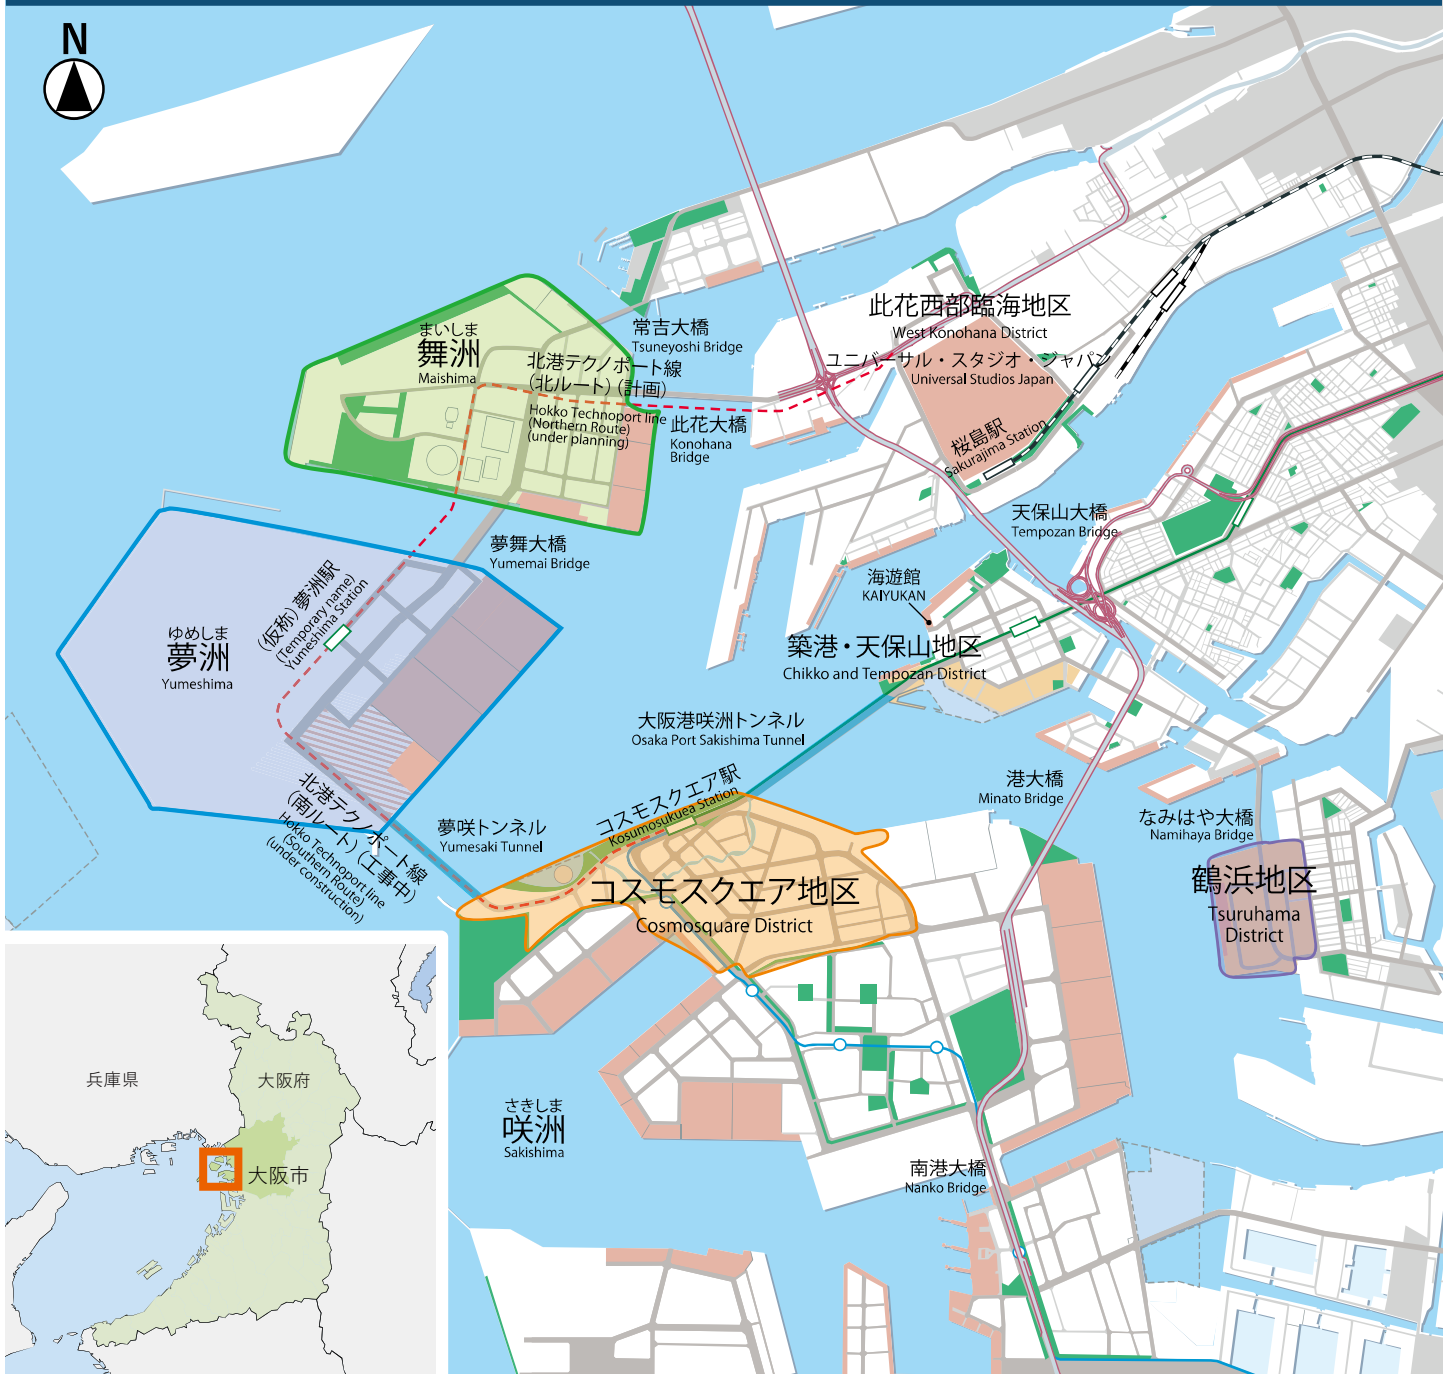 N
まいしま
舞洲
Maishima
常吉大橋
Tsuneyoshi Bridge
北港テクノポート線
(北ルート)(計画)
Hokko Technoport line
(Northern Route)
(under planning)
此花大橋
Konohana
Bridge
此花西部臨海地区
West Konohana District
ユニバーサル・スタジオ・ジャパン
Universal Studios Japan
桜島駅
Sakurajima Station
天保山大橋
Tempozan Bridge
夢舞大橋
Yumemai Bridge
海遊館
KAIYUKAN
(仮称)夢洲駅
(Temporary name)
Yumeshima Station
ゆめしま
夢洲
Yumeshima
築港・天保山地区
Chikko and Tempozan District
大阪港咲洲トンネル
Osaka Port Sakishima Tunnel
コスモスクエア駅
Kosumosukuea Station
港大橋
Minato Bridge
なみはや大橋
Namihaya Bridge
北港テクノポート線
(南ルート)(工事中)
Hokko Technoport line
(Southern Route)
(under construction)
夢咲トンネル
Yumesaki Tunnel
コスモスクエア地区
Cosmosquare District
鶴浜地区
Tsuruhama
District
さきしま
咲洲
Sakishima
南港大橋
Nanko Bridge
兵庫県
大阪府
大阪市